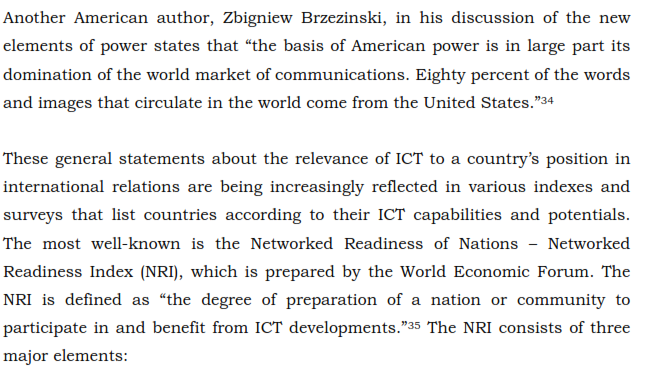 Another American author, Zbigniew Brzezinski, in his discussion of the new
elements of power states that “the basis of American power is in large part its
domination of the world market of communications. Eighty percent of the words
and images that circulate in the world come from the United States.”34
These general statements about the relevance of ICT to a country’s position in
international relations are being increasingly reflected in various indexes and
surveys that list countries according to their ICT capabilities and potentials.
The most well-known is the Networked Readiness of Nations – Networked
Readiness Index (NRI), which is prepared by the World Economic Forum. The
NRI is defined as “the degree of preparation of a nation or community to
participate in and benefit from ICT developments.”35 The NRI consists of three
major elements: